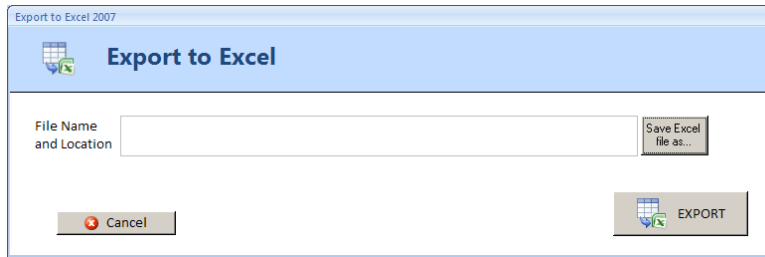 Export to Excel 2007
Export to Excel
File Name
and Location
Save Excel
file as...
Cancel
EXPORT